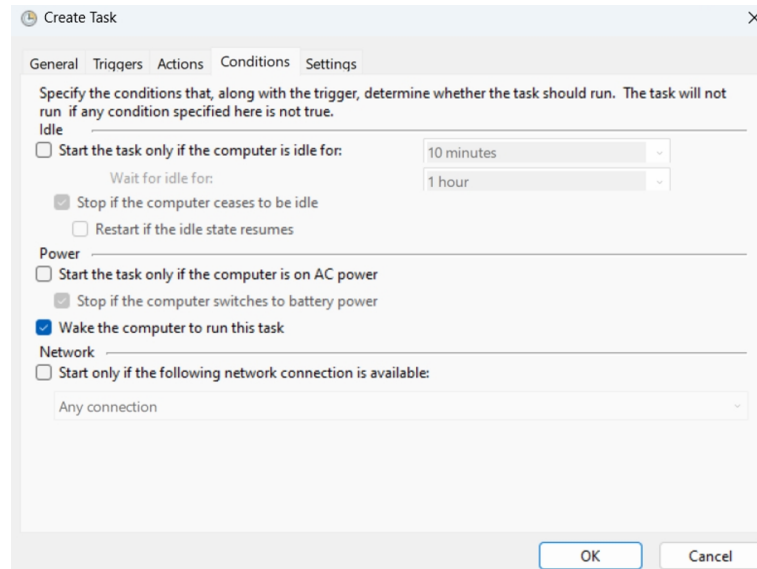 Create Task
General Triggers Actions Conditions Settings
Specify the conditions that, along with the trigger, determine whether the task should run. The task will not
run if any condition specified here is not true.
Idle
Start the task only if the computer is idle for: 10 minutes
Wait for idle for: 1 hour
Stop if the computer ceases to be idle
Restart if the idle state resumes
Power
Start the task only if the computer is on AC power
Stop if the computer switches to battery power
Wake the computer to run this task
Network
Start only if the following network connection is available:
Any connection
OK Cancel